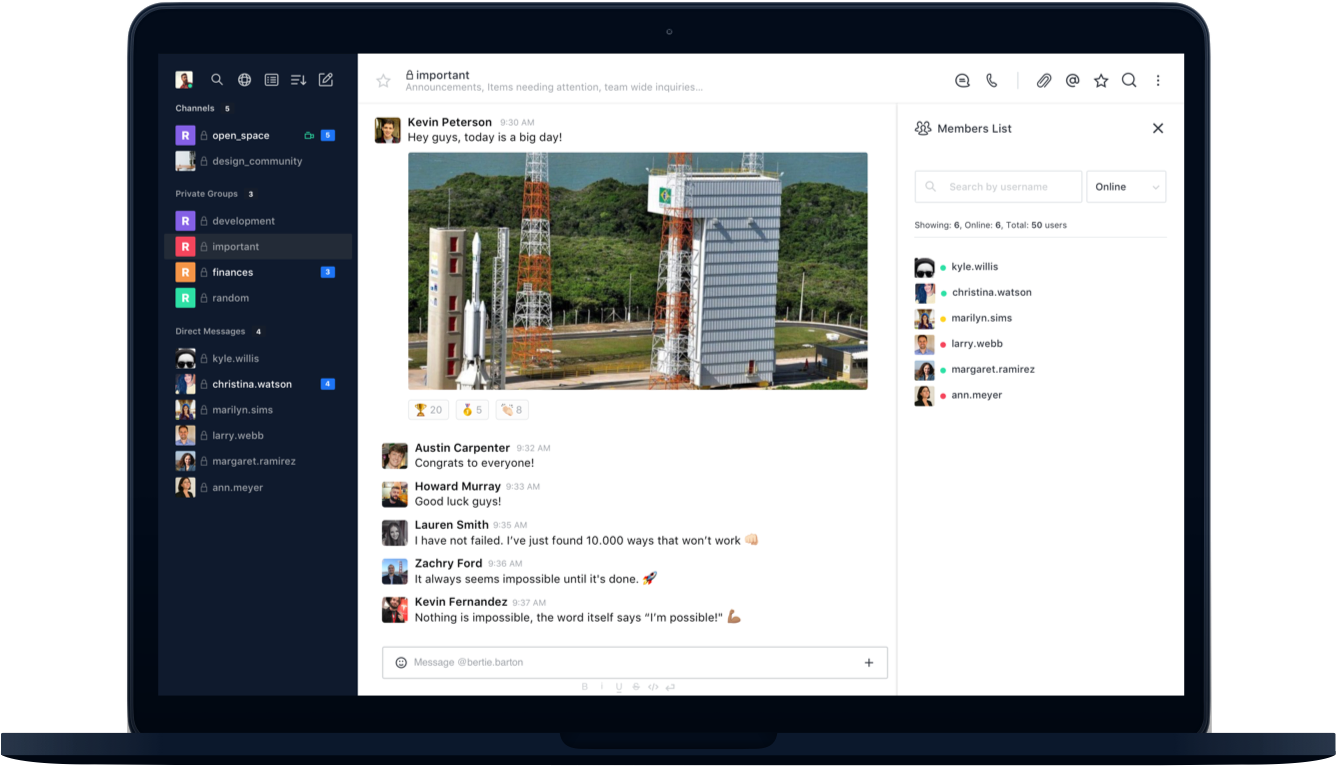 Channels 5
R open_space 5
design_community
Private Groups 3
R development
R important
R finances 3
R random
Direct Messages 4
kyle.willis
christina.watson 4
marilyn.sims
larry.webb
margaret.ramirez
ann.meyer
important
Announcements, Items needing attention, team wide inquiries...
Kevin Peterson 9:30 AM
Hey guys, today is a big day!
20 5 8
Austin Carpenter 9:32 AM
Congrats to everyone!
Howard Murray 9:33 AM
Good luck guys!
Lauren Smith 9:35 AM
I have not failed. I’ve just found 10.000 ways that won’t work 👊🏻
Zachry Ford 9:36 AM
It always seems impossible until it's done. 🚀
Kevin Fernandez 9:37 AM
Nothing is impossible, the word itself says “I’m possible!” 💪🏽
Message @bertie.barton +
B i U S </>
Members List
Search by username Online
Showing: 6, Online: 6, Total: 50 users
kyle.willis
christina.watson
marilyn.sims
larry.webb
margaret.ramirez
ann.meyer